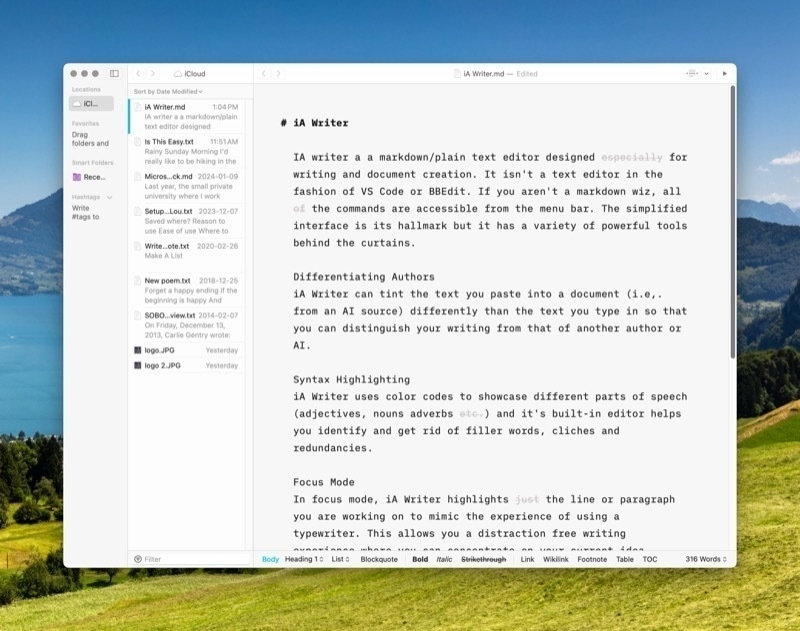 Locations
iCl...
Favorites
Drag
folders and
Smart Folders
Rece...
Hashtags
Write
#tags to
iCloud
Sort by Date Modified
iA Writer.md 1:04 PM
IA writer a a markdown/plain
text editor designed
Is This Easy.txt 11:51 AM
Rainy Sunday Morning I'd
really like to be hiking in the
Micros...ck.md 2024-01-09
Last year, the small private
university where I work
Setup...Lou.txt 2023-12-07
Saved where? Reason to
use Ease of use Where to
Write...ote.txt 2020-02-26
Make A List
New poem.txt 2018-12-25
Forget a happy ending If the
beginning is happy And
SOBO...view.txt 2014-02-07
On Friday, December 13,
2013, Carlie Gentry wrote:
logo.JPG Yesterday
logo 2.JPG Yesterday
Filter
iA Writer.md — Edited
# iA Writer
IA writer a a markdown/plain text editor designed especially for
writing and document creation. It isn't a text editor in the
fashion of VS Code or BBEdit. If you aren't a markdown wiz, all
of the commands are accessible from the menu bar. The simplified
interface is its hallmark but it has a variety of powerful tools
behind the curtains.
Differentiating Authors
iA Writer can tint the text you paste into a document (i.e,.
from an AI source) differently than the text you type in so that
you can distinguish your writing from that of another author or
AI.
Syntax Highlighting
iA Writer uses color codes to showcase different parts of speech
(adjectives, nouns adverbs etc.) and it's built-in editor helps
you identify and get rid of filler words, cliches and
redundancies.
Focus Mode
In focus mode, iA Writer highlights just the line or paragraph
you are working on to mimic the experience of using a
typewriter. This allows you a distraction free writing
experience where you can concentrate on your current idea
Body Heading 1 List Blockquote Bold Italic Strikethrough Link Wikilink Footnote Table TOC 316 Words